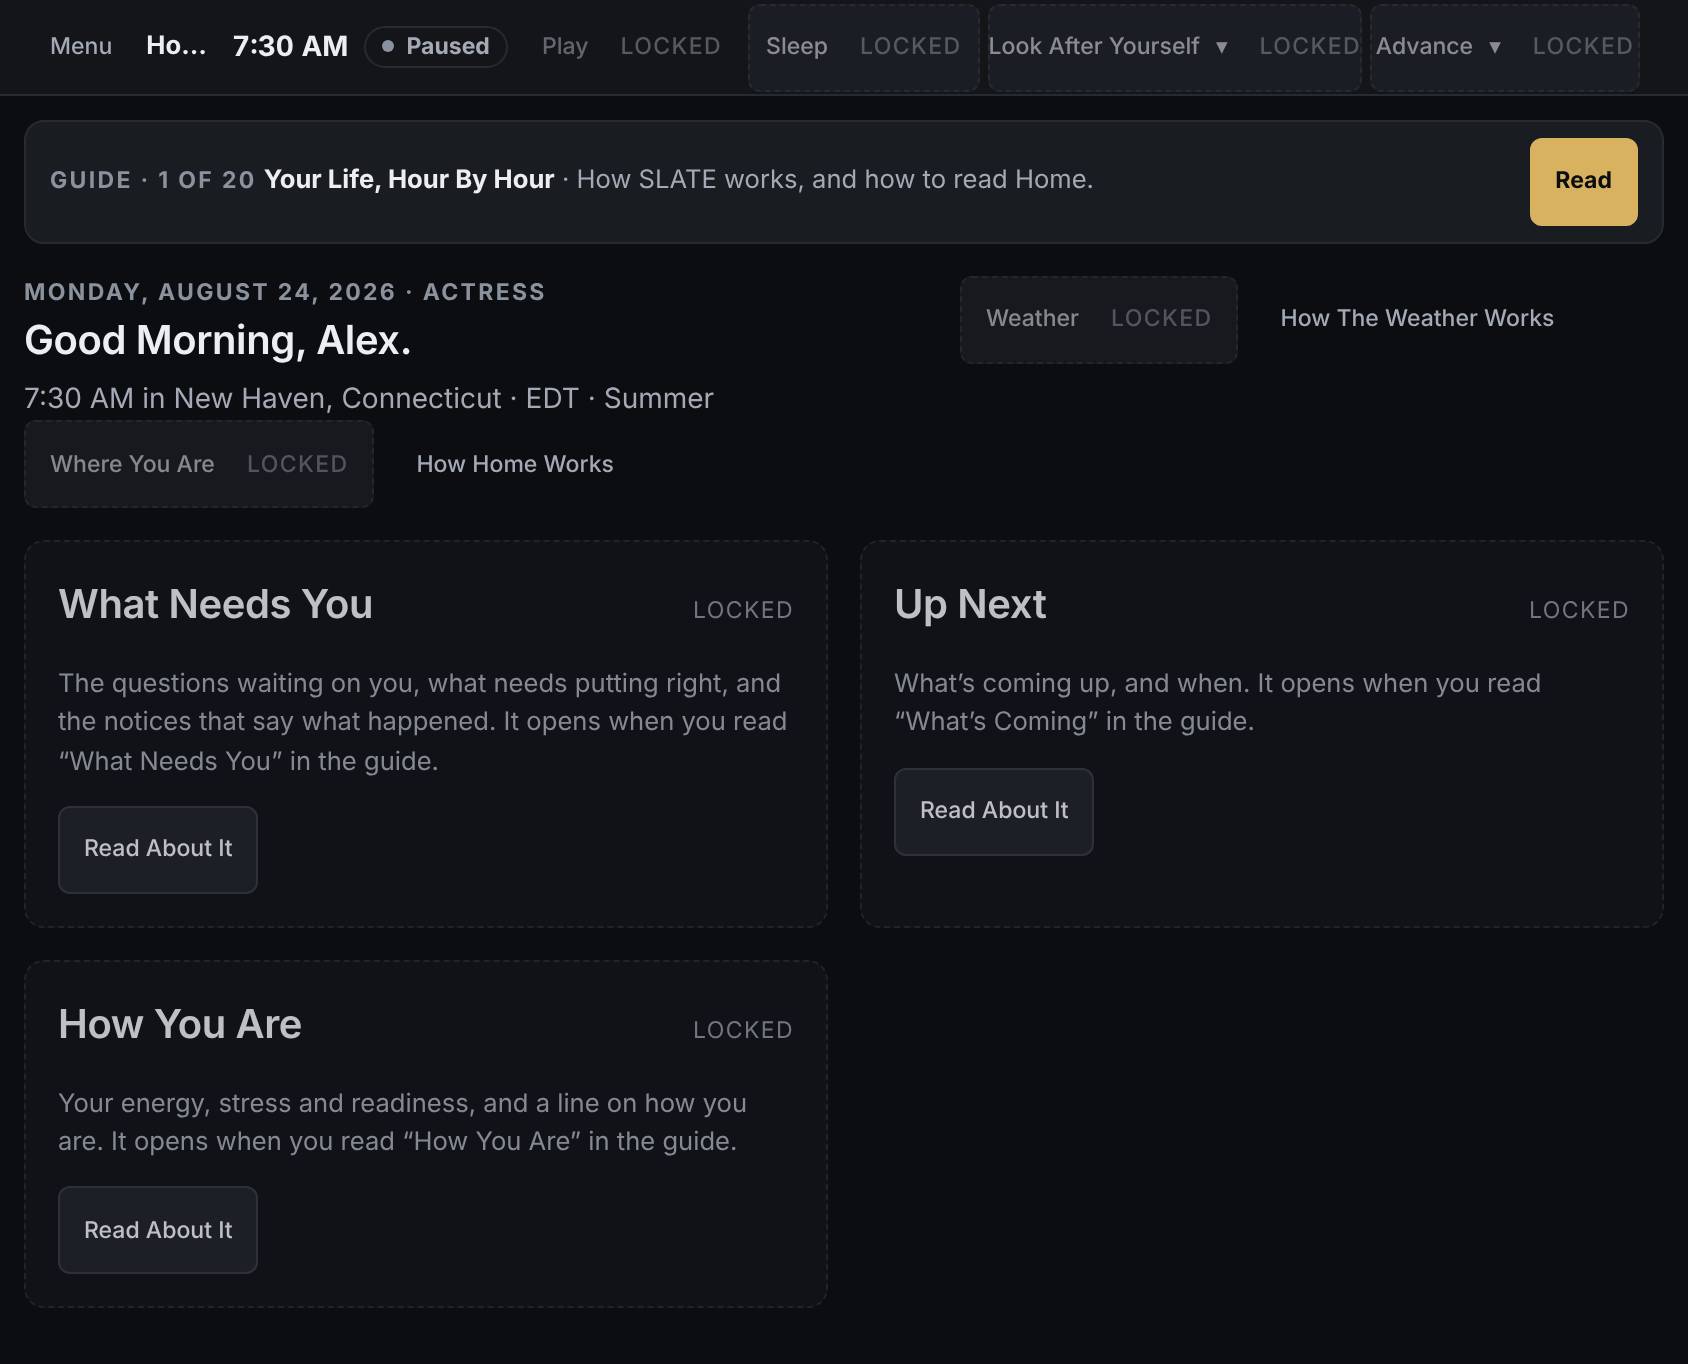 Menu Ho... 7:30 AM Paused Play LOCKED Sleep LOCKED Look After Yourself ▼ LOCKED Advance ▼ LOCKED
GUIDE · 1 OF 20 Your Life, Hour By Hour · How SLATE works, and how to read Home. Read
MONDAY, AUGUST 24, 2026 · ACTRESS
Good Morning, Alex.
7:30 AM in New Haven, Connecticut · EDT · Summer
Weather LOCKED How The Weather Works
Where You Are LOCKED How Home Works
What Needs You LOCKED
The questions waiting on you, what needs putting right, and
the notices that say what happened. It opens when you read
“What Needs You” in the guide.
Read About It
Up Next LOCKED
What’s coming up, and when. It opens when you read
“What’s Coming” in the guide.
Read About It
How You Are LOCKED
Your energy, stress and readiness, and a line on how you
are. It opens when you read “How You Are” in the guide.
Read About It